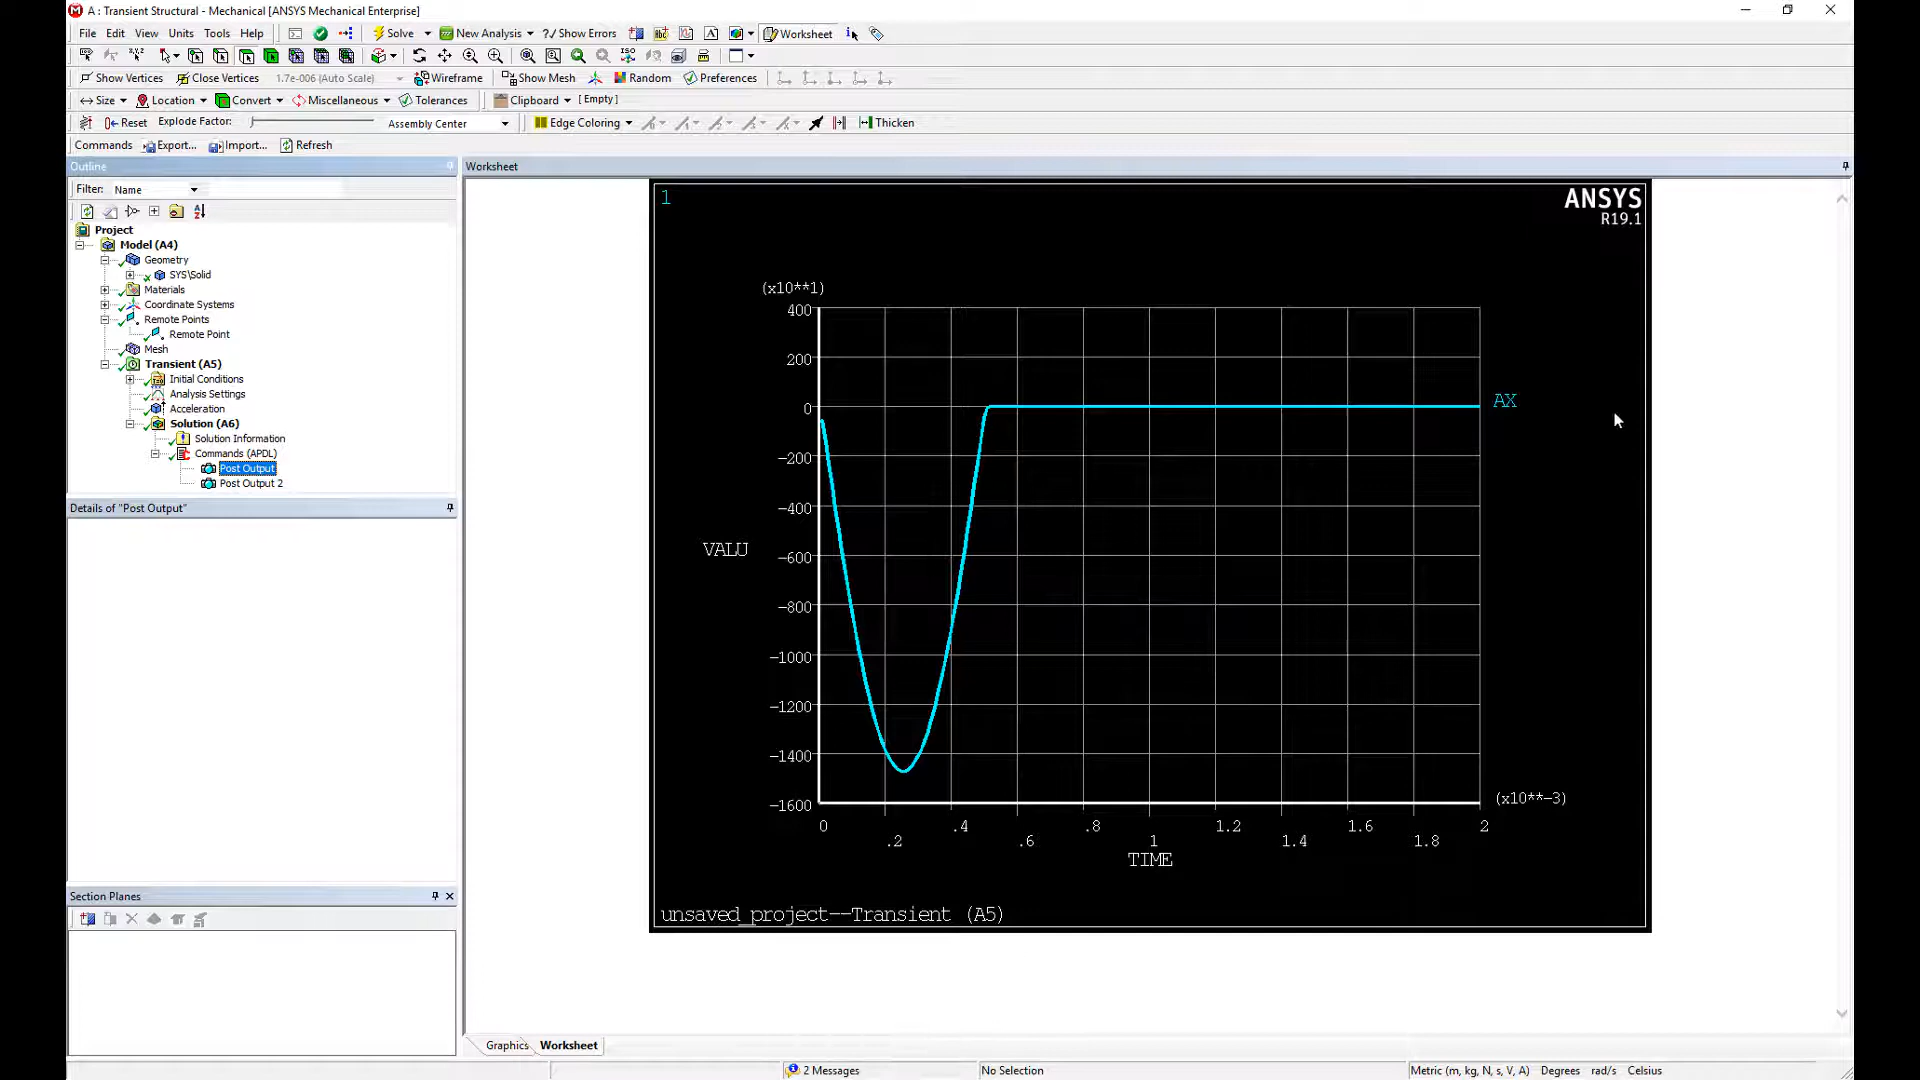 A : Transient Structural - Mechanical [ANSYS Mechanical Enterprise]
File Edit View Units Tools Help Solve New Analysis ?/ Show Errors Worksheet
Show Vertices Close Vertices 1.7e-006 (Auto Scale) Wireframe Show Mesh Random Preferences
Size Location Convert Miscellaneous Tolerances Clipboard [ Empty]
Reset Explode Factor: Assembly Center Edge Coloring Thicken
Commands Export... Import... Refresh
Outline
Filter: Name
Project
Model (A4)
Geometry
SYS\Solid
Materials
Coordinate Systems
Remote Points
Remote Point
Mesh
Transient (A5)
Initial Conditions
Analysis Settings
Acceleration
Solution (A6)
Solution Information
Commands (APDL)
Post Output
Post Output 2
Details of "Post Output"
Section Planes
Worksheet
1
ANSYS
R19.1
(x10**1)
400
200
0
-200
-400
-600
-800
-1000
-1200
-1400
-1600
VALU
AX
(x10**-3)
0 .2 .4 .6 .8 1 1.2 1.4 1.6 1.8 2
TIME
unsaved_project--Transient (A5)
Graphics Worksheet
2 Messages No Selection Metric (m, kg, N, s, V, A) Degrees rad/s Celsius